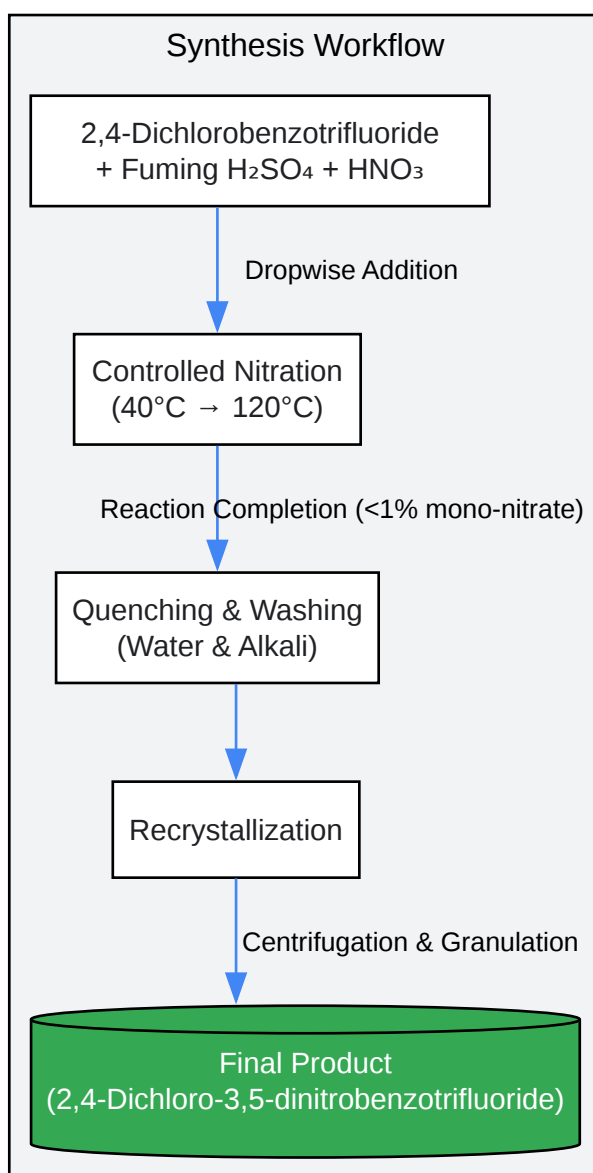 Synthesis Workflow
2,4-Dichlorobenzotrifluoride
+ Fuming H₂SO₄ + HNO₃
Dropwise Addition
Controlled Nitration
(40°C → 120°C)
Reaction Completion (<1% mono-nitrate)
Quenching & Washing
(Water & Alkali)
Recrystallization
Centrifugation & Granulation
Final Product
(2,4-Dichloro-3,5-dinitrobenzotrifluoride)